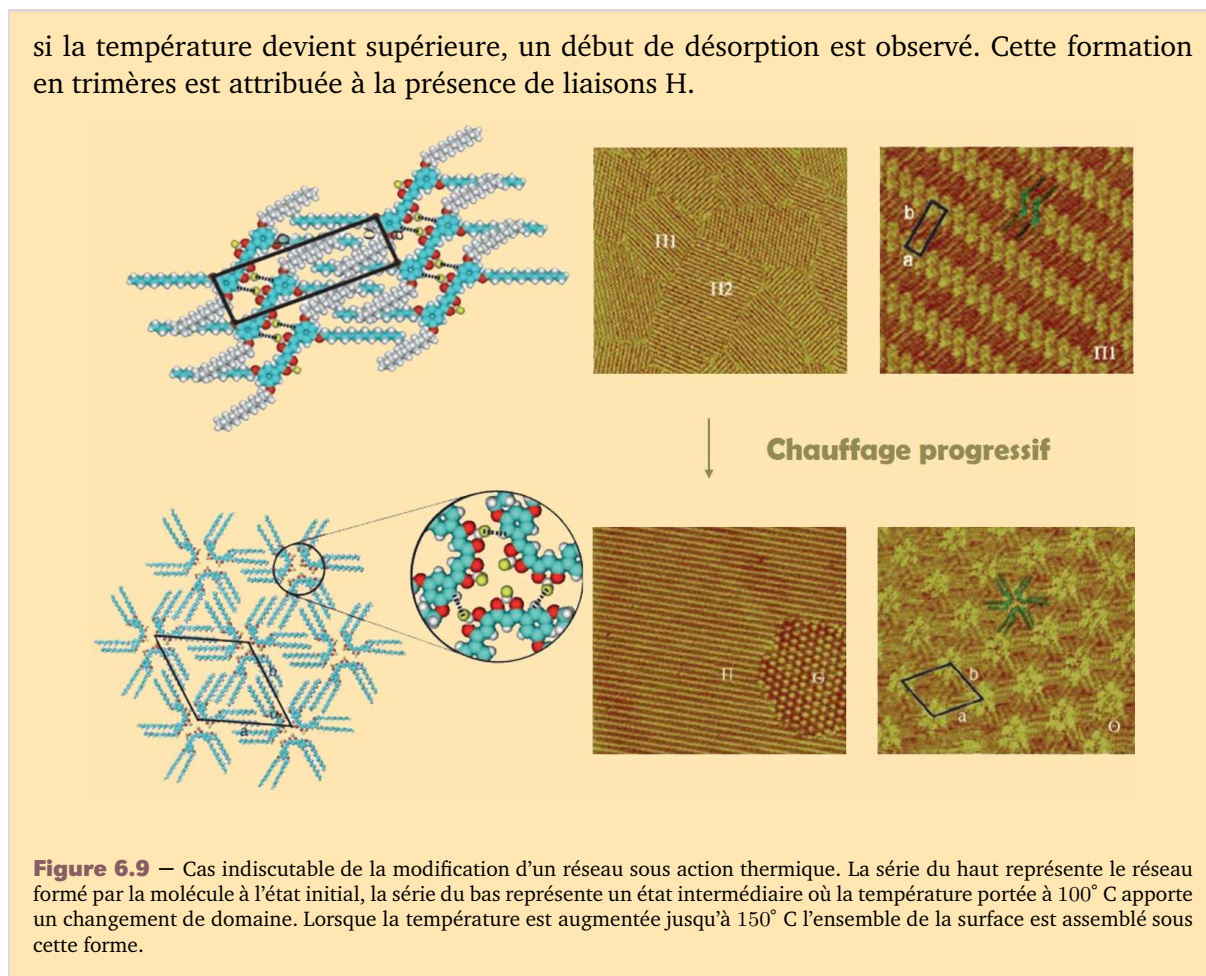 si la température devient supérieure, un début de désorption est observé. Cette formation
en trimères est attribuée à la présence de liaisons H.
Π1
Π2
b
a
Π1
Chauffage progressif
b
a
Π
Θ
b
a
Θ
Figure 6.9 — Cas indiscutable de la modification d'un réseau sous action thermique. La série du haut représente le réseau
formé par la molécule à l'état initial, la série du bas représente un état intermédiaire où la température portée à 100° C apporte
un changement de domaine. Lorsque la température est augmentée jusqu'à 150° C l'ensemble de la surface est assemblé sous
cette forme.